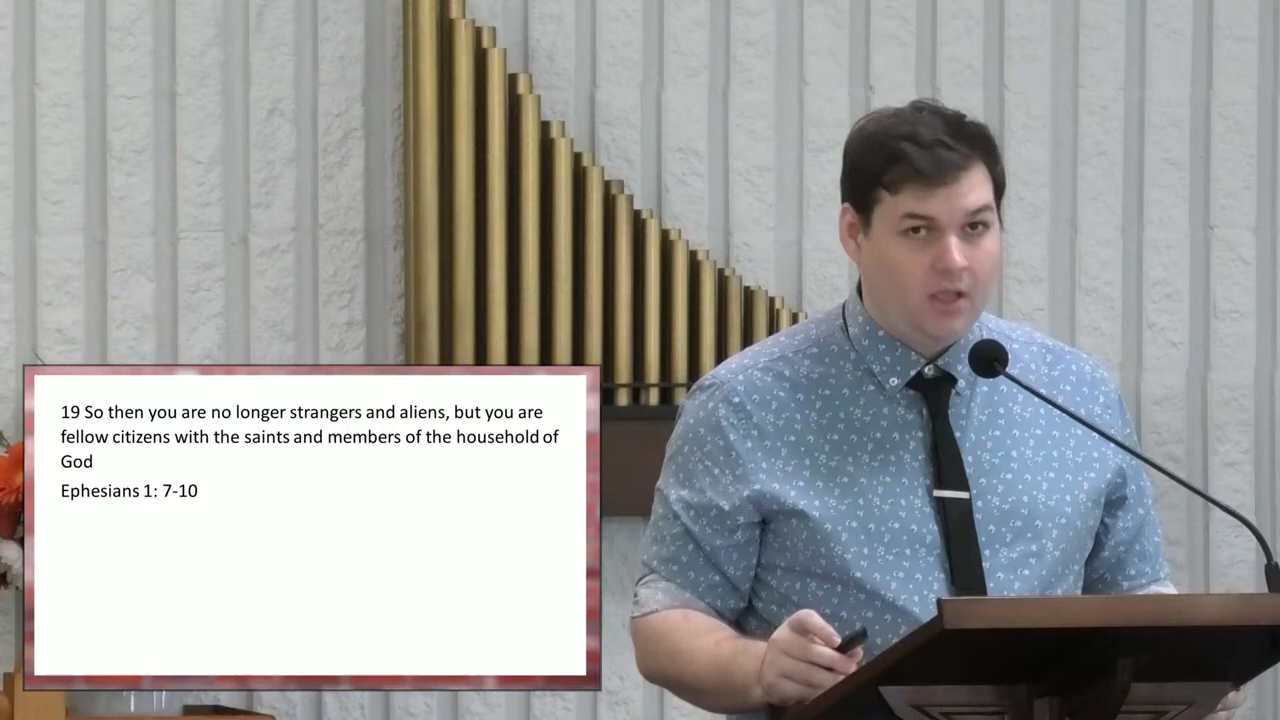 19 So then you are no longer strangers and aliens, but you are
fellow citizens with the saints and members of the household of
God
Ephesians 1: 7-10